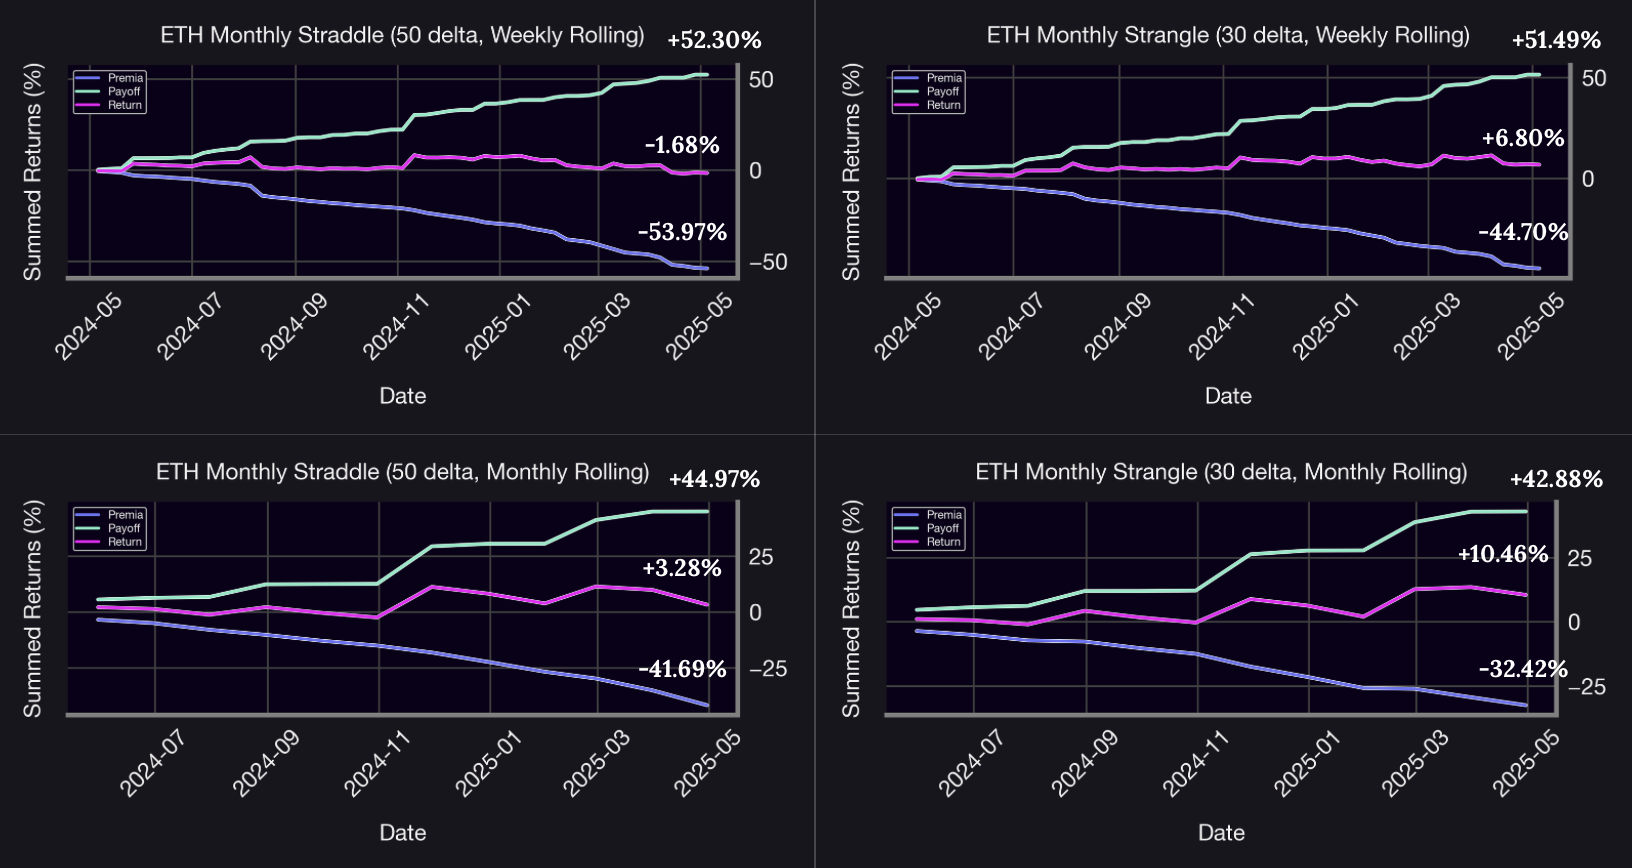 ETH Monthly Straddle (50 delta, Weekly Rolling)
+52.30%
Premia
Payoff
Return
50
0
−50
-1.68%
-53.97%
Summed Returns (%)
2024-05
2024-07
2024-09
2024-11
2025-01
2025-03
2025-05
Date
ETH Monthly Strangle (30 delta, Weekly Rolling)
+51.49%
Premia
Payoff
Return
50
0
+6.80%
-44.70%
Summed Returns (%)
2024-05
2024-07
2024-09
2024-11
2025-01
2025-03
2025-05
Date
ETH Monthly Straddle (50 delta, Monthly Rolling)
+44.97%
Premia
Payoff
Return
25
0
−25
+3.28%
-41.69%
Summed Returns (%)
2024-07
2024-09
2024-11
2025-01
2025-03
2025-05
Date
ETH Monthly Strangle (30 delta, Monthly Rolling)
+42.88%
Premia
Payoff
Return
25
0
−25
+10.46%
-32.42%
Summed Returns (%)
2024-07
2024-09
2024-11
2025-01
2025-03
2025-05
Date